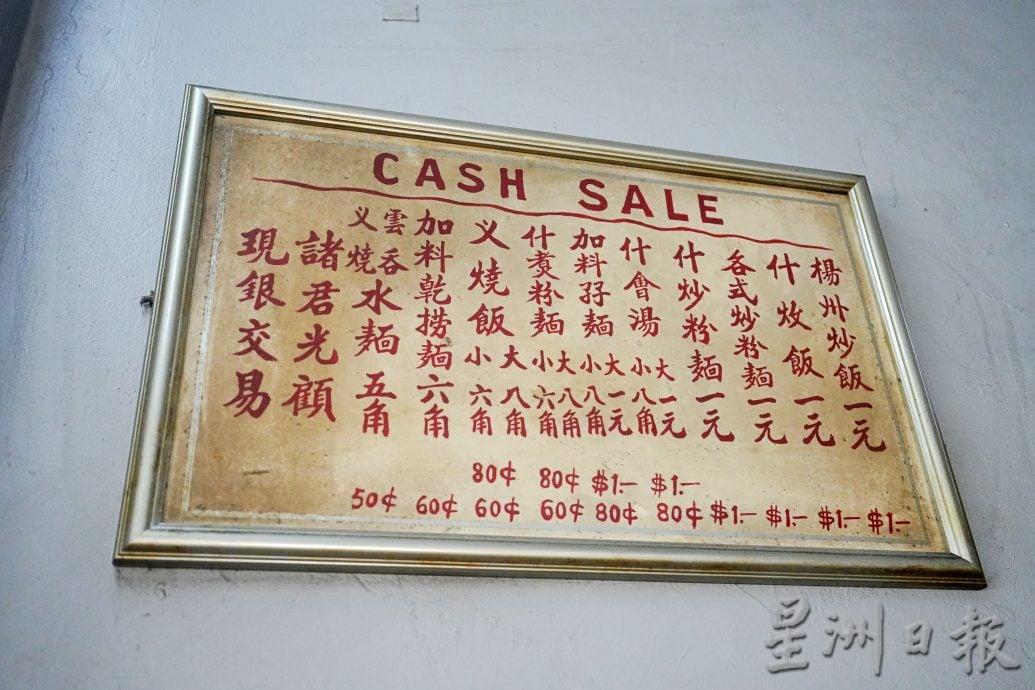 CASH SALE
楊州炒飯一元
什炇飯一元
各式炒粉麵一元
什炒粉麵一元
什會湯 大一元 小八角
加料孖麵 大一元 小八角
什煑粉麵 大八角 小六角
义燒飯 大八角 小六角
加料乾撈麵六角
雲吞 义燒 水麵五角
諸君光顧
現銀交易
80¢ 80¢ $1.- $1.-
50¢ 60¢ 60¢ 60¢ 80¢ 80¢ $1.- $1.- $1.- $1.-
星洲日報